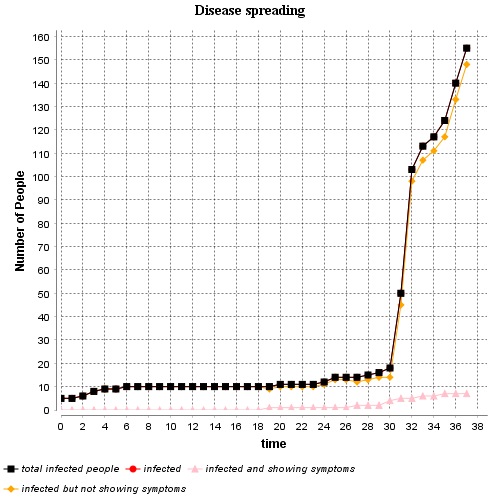 Disease spreading
160
150
140
130
120
110
100
90
80
70
60
50
40
30
20
10
0
Number of People
0 2 4 6 8 10 12 14 16 18 20 22 24 26 28 30 32 34 36 38
time
total infected people infected infected and showing symptoms
infected but not showing symptoms